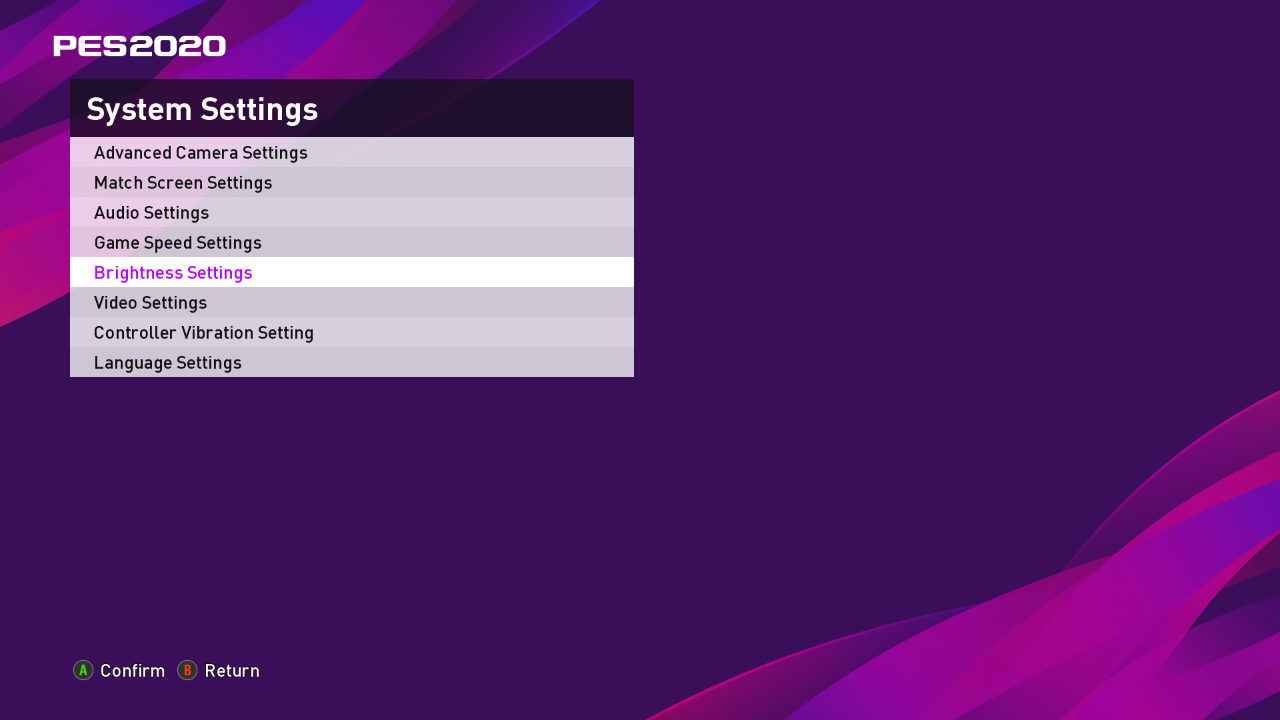 PES2020
System Settings
Advanced Camera Settings
Match Screen Settings
Audio Settings
Game Speed Settings
Brightness Settings
Video Settings
Controller Vibration Setting
Language Settings
A Confirm B Return